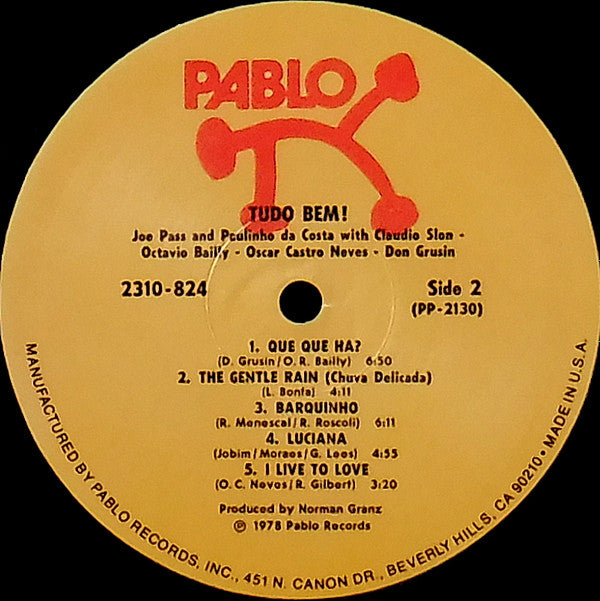 PABLO
TUDO BEM!
Joe Pass and Paulinho da Costa with Claudio Slon -
Octavio Bailly - Oscar Castro Neves - Don Grusin
2310-824
Side 2
(PP-2130)
1. QUE QUE HA?
(D. Grusin/O. R. Bailly) 6:50
2. THE GENTLE RAIN (Chuva Delicada)
(L. Bonfa) 4:11
3. BARQUINHO
(R. Menescal/R. Roscoli) 6:11
4. LUCIANA
(Jobim/Moraes/G. Lees) 4:55
5. I LIVE TO LOVE
(O. C. Neves/R. Gilbert) 3:20
Produced by Norman Granz
℗ 1978 Pablo Records
MANUFACTURED BY PABLO RECORDS, INC., 451 N. CANON DR., BEVERLY HILLS, CA 90210 • MADE IN U.S.A.